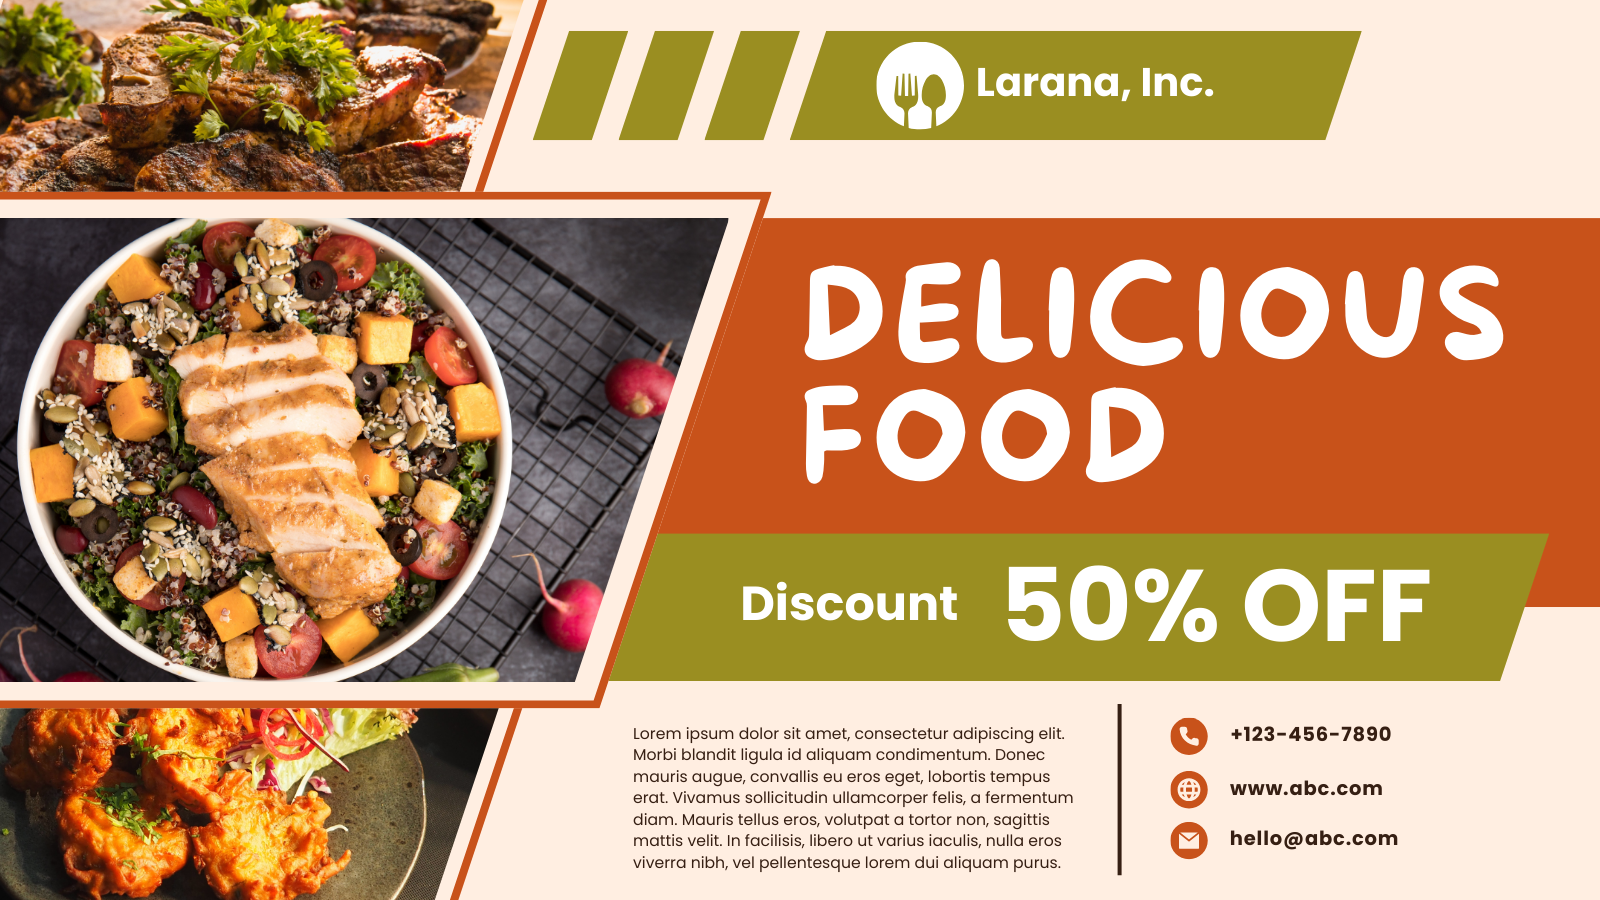 Larana, Inc.
DELICIOUS
FOOD
Discount 50% OFF
Lorem ipsum dolor sit amet, consectetur adipiscing elit.
Morbi blandit ligula id aliquam condimentum. Donec
mauris augue, convallis eu eros eget, lobortis tempus
erat. Vivamus sollicitudin ullamcorper felis, a fermentum
diam. Mauris tellus eros, volutpat a tortor non, sagittis
mattis velit. In facilisis, libero ut varius iaculis, nulla eros
viverra nibh, vel pellentesque lorem dui aliquam purus.
+123-456-7890
www.abc.com
hello@abc.com